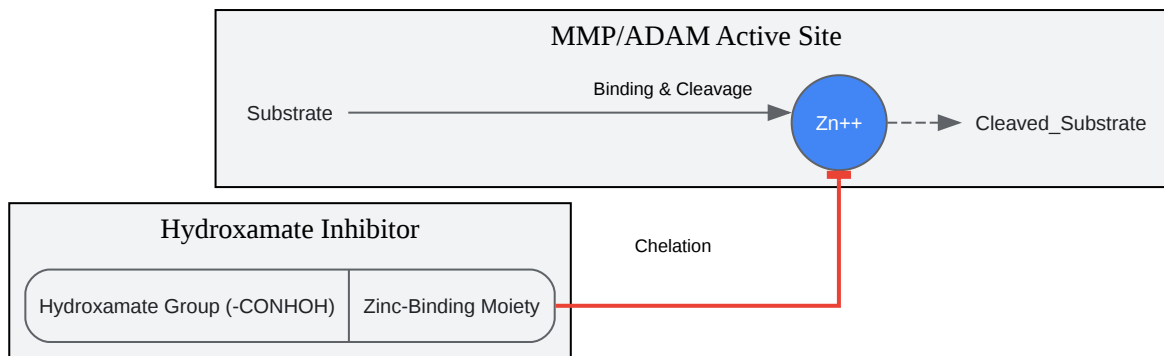 MMP/ADAM Active Site
Binding & Cleavage
Substrate
Zn++
Cleaved_Substrate
Hydroxamate Inhibitor
Chelation
Hydroxamate Group (-CONHOH)
Zinc-Binding Moiety